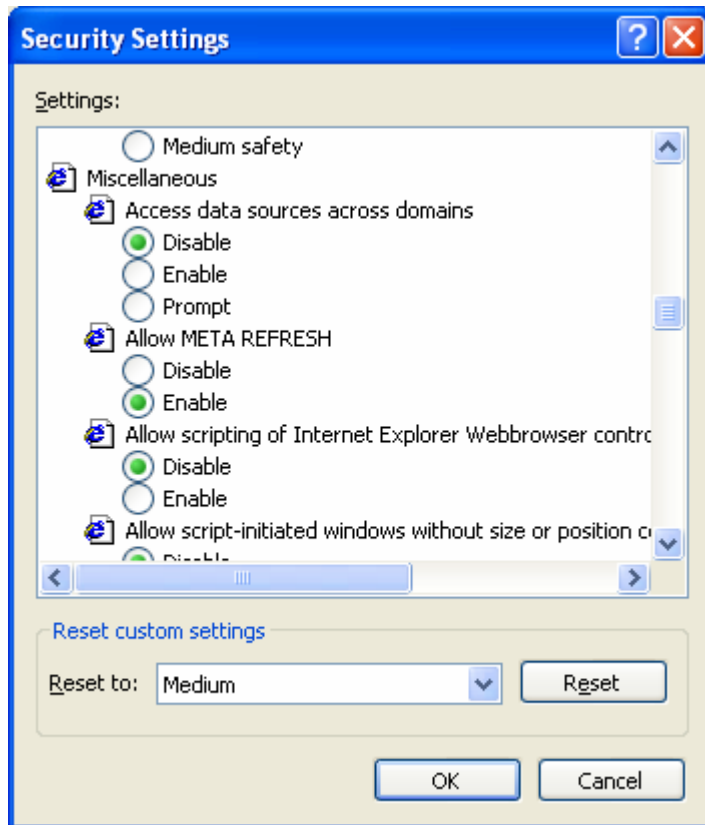 Security Settings
Settings:
Medium safety
Miscellaneous
Access data sources across domains
Disable
Enable
Prompt
Allow META REFRESH
Disable
Enable
Allow scripting of Internet Explorer Webbrowser contro
Disable
Enable
Allow script-initiated windows without size or position c
Disable
Reset custom settings
Reset to: Medium Reset
OK Cancel